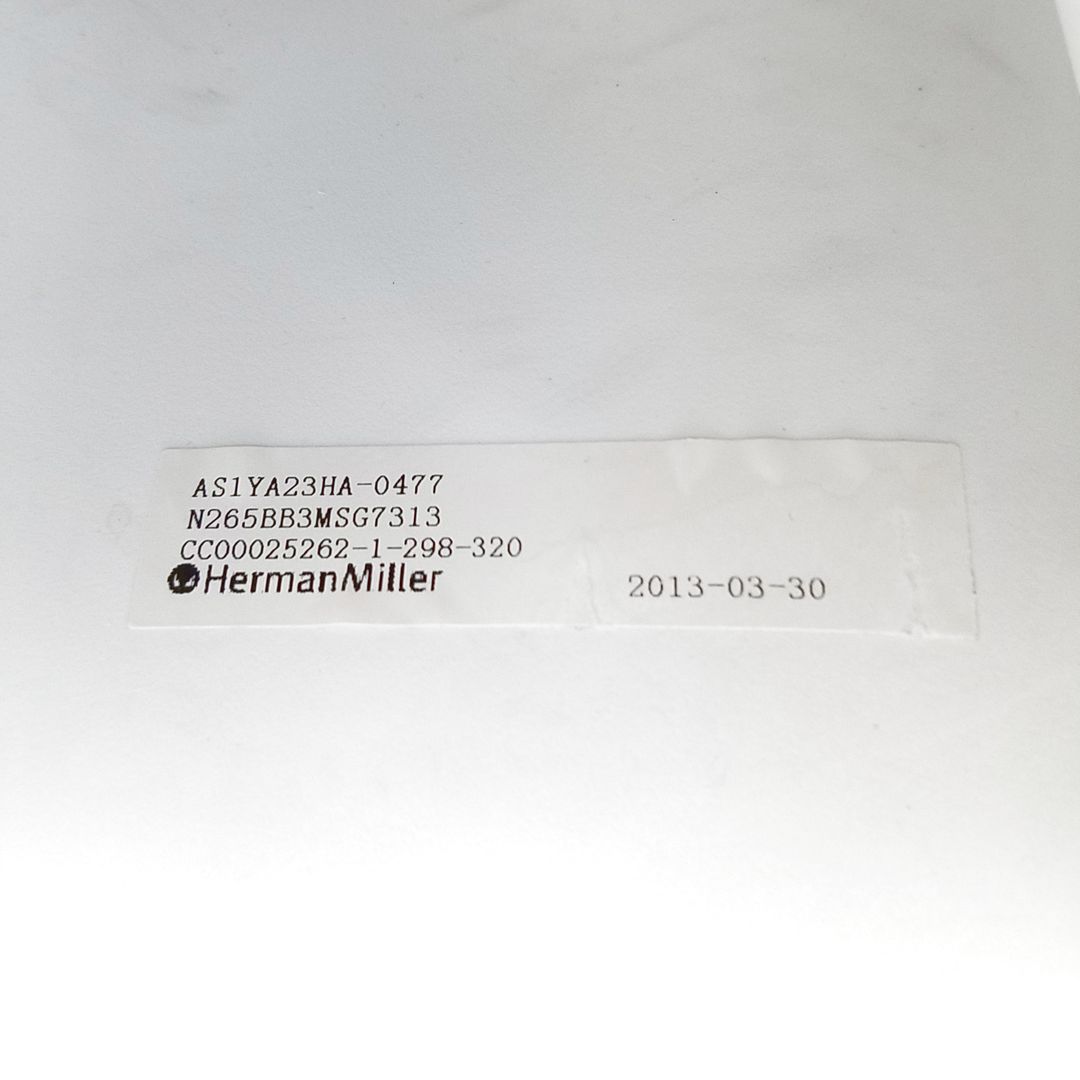 AS1YA23HA-0477
N265BB3MSG7313
CC00025262-1-298-320
HermanMiller 2013-03-30